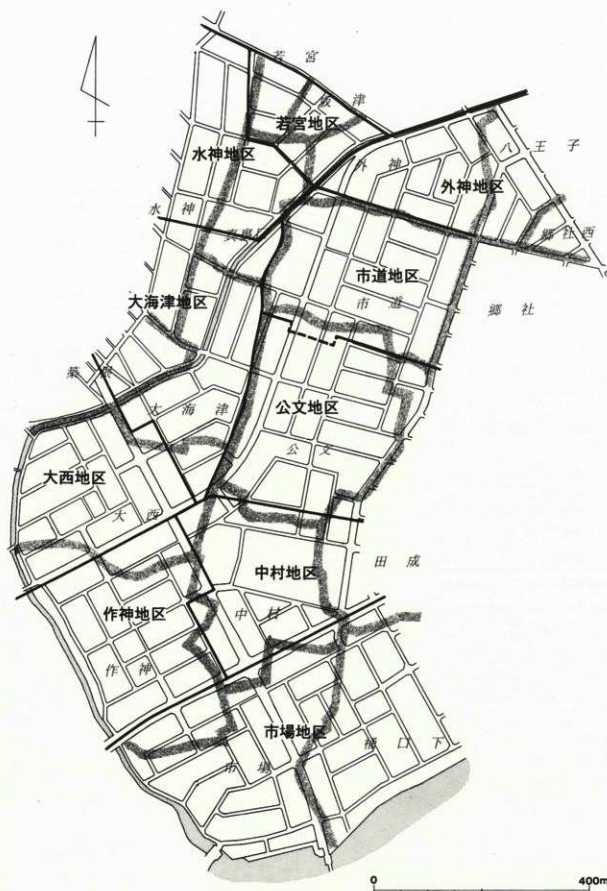 若宮
飯津
若宮地区
水神地区
外神
八王子
外神地区
水神
郷社西
市道地区
大海津地区
市道
郷社
大海津
公文地区
公文
大西地区
大西
中村地区
田成
作神地区
中村
作神
市場地区
樋口下
市場
0 400m